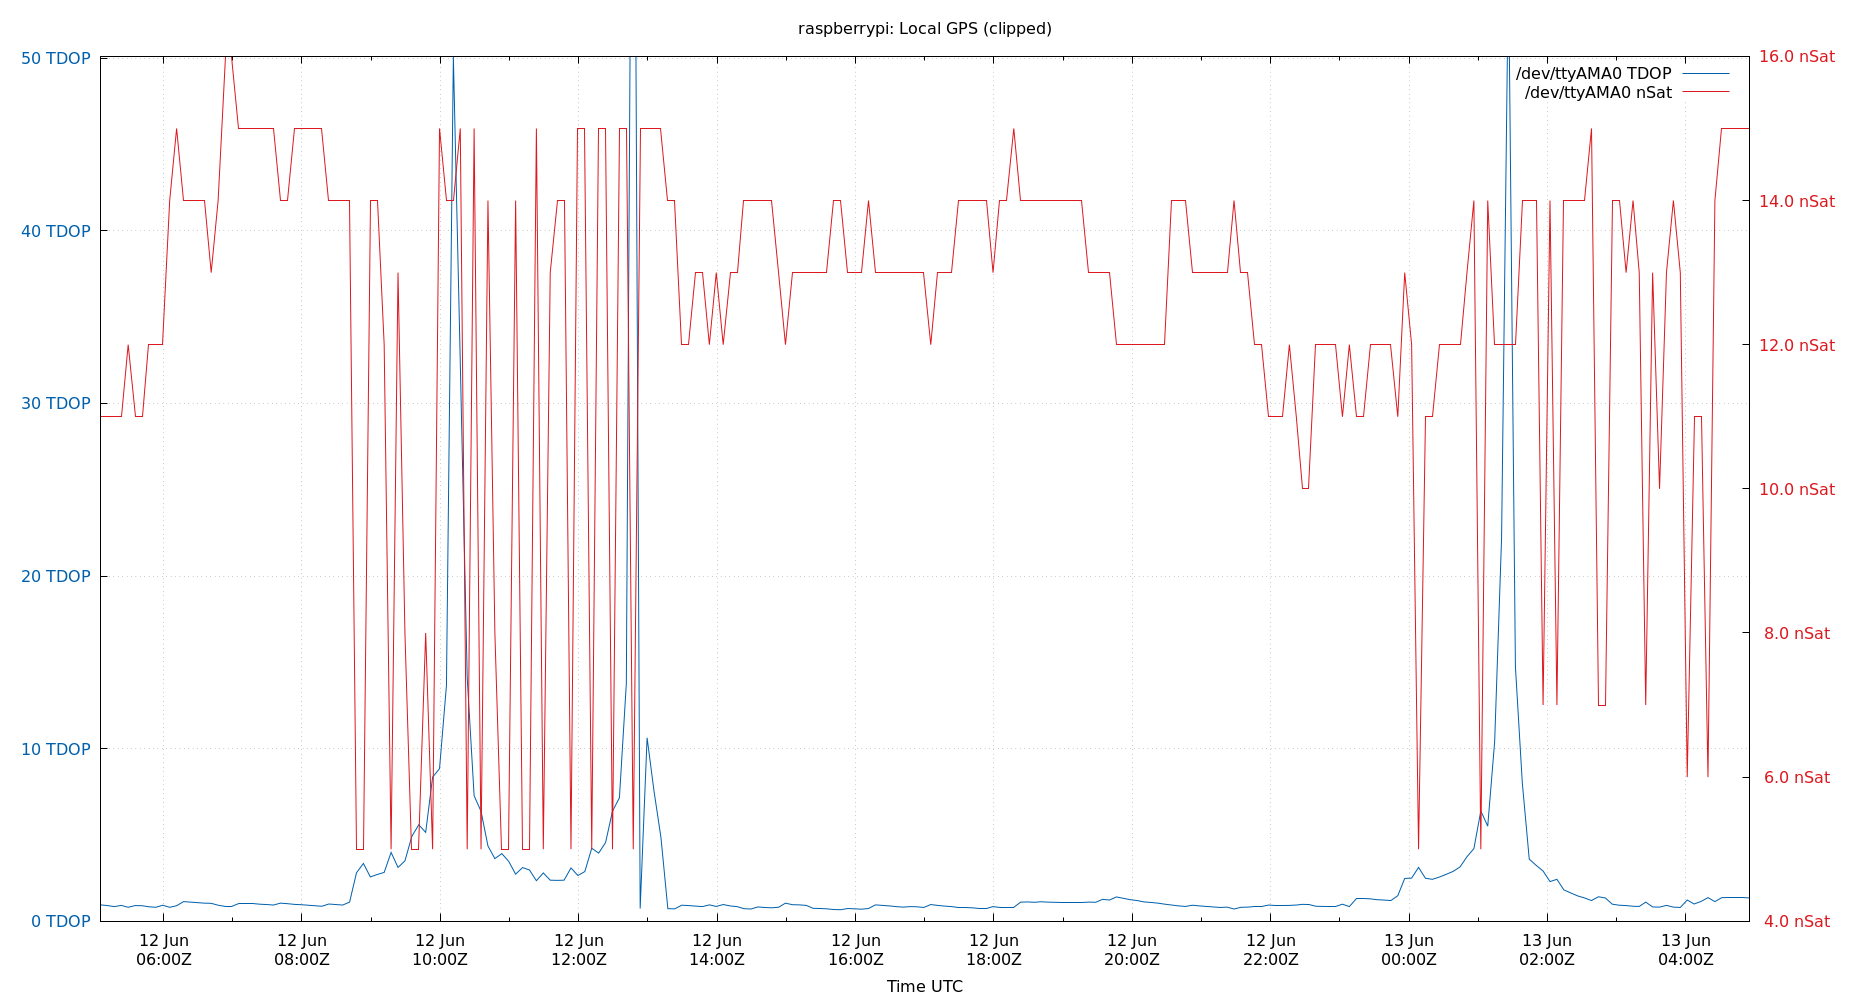 raspberrypi: Local GPS (clipped)
50 TDOP
40 TDOP
30 TDOP
20 TDOP
10 TDOP
0 TDOP
16.0 nSat
14.0 nSat
12.0 nSat
10.0 nSat
8.0 nSat
6.0 nSat
4.0 nSat
/dev/ttyAMA0 TDOP
/dev/ttyAMA0 nSat
12 Jun
06:00Z
12 Jun
08:00Z
12 Jun
10:00Z
12 Jun
12:00Z
12 Jun
14:00Z
12 Jun
16:00Z
12 Jun
18:00Z
12 Jun
20:00Z
12 Jun
22:00Z
13 Jun
00:00Z
13 Jun
02:00Z
13 Jun
04:00Z
Time UTC